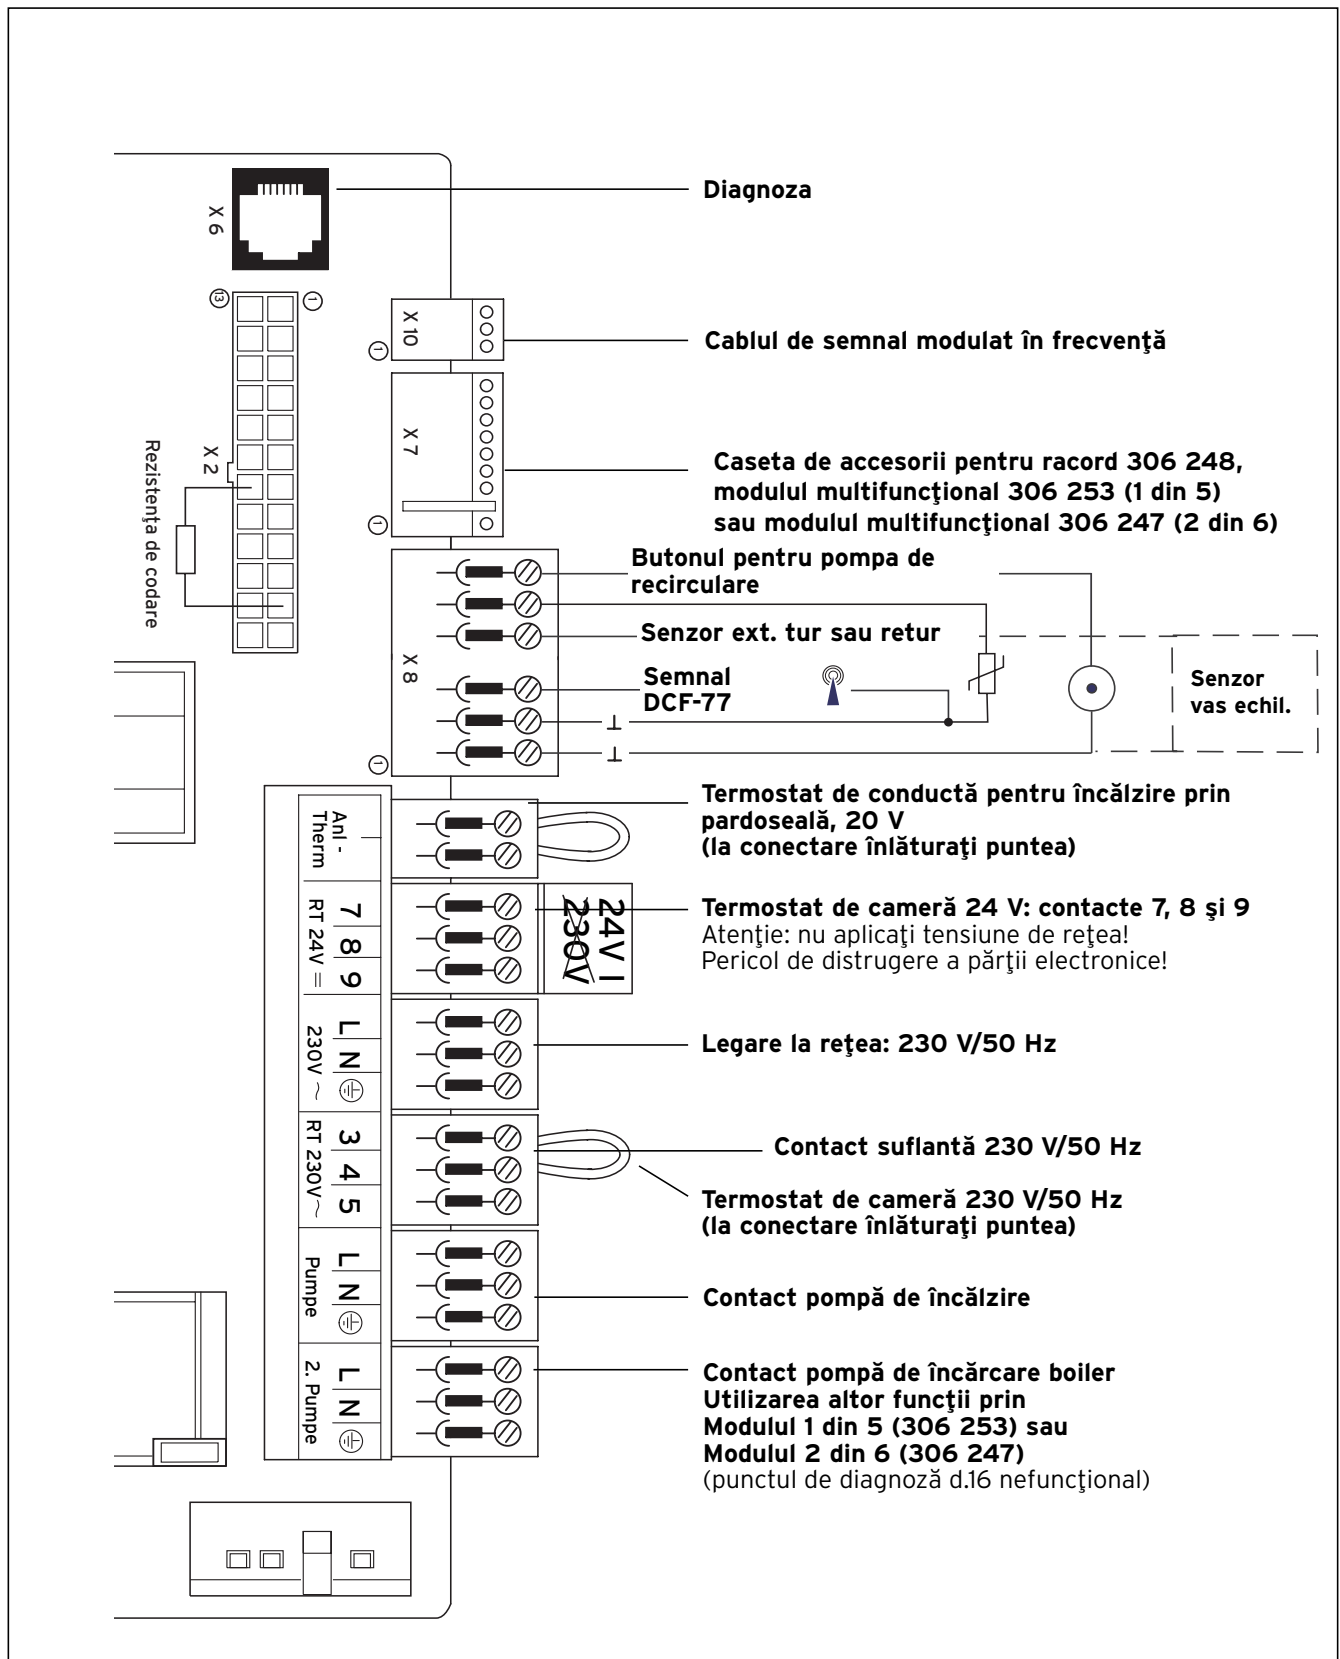 Diagnoza
X 6
13
1
X 10
1
Cablul de semnal modulat în frecvenţă
X 7
1
Caseta de accesorii pentru racord 306 248,
modulul multifuncţional 306 253 (1 din 5)
sau modulul multifuncţional 306 247 (2 din 6)
X 2
Rezistenţa de codare
Butonul pentru pompa de
recirculare
Senzor ext. tur sau retur
X 8
1
Semnal
DCF-77
Senzor
vas echil.
Anl -
Therm
Termostat de conductă pentru încălzire prin
pardoseală, 20 V
(la conectare înlăturaţi puntea)
7 8 9
RT 24V =
24V I
230V
Termostat de cameră 24 V: contacte 7, 8 şi 9
Atenţie: nu aplicaţi tensiune de reţea!
Pericol de distrugere a părţii electronice!
L N
230V ~
Legare la reţea: 230 V/50 Hz
3 4 5
RT 230V~
Contact suflantă 230 V/50 Hz
Termostat de cameră 230 V/50 Hz
(la conectare înlăturaţi puntea)
L N
Pumpe
Contact pompă de încălzire
L N
2. Pumpe
Contact pompă de încărcare boiler
Utilizarea altor funcţii prin
Modulul 1 din 5 (306 253) sau
Modulul 2 din 6 (306 247)
(punctul de diagnoză d.16 nefuncţional)